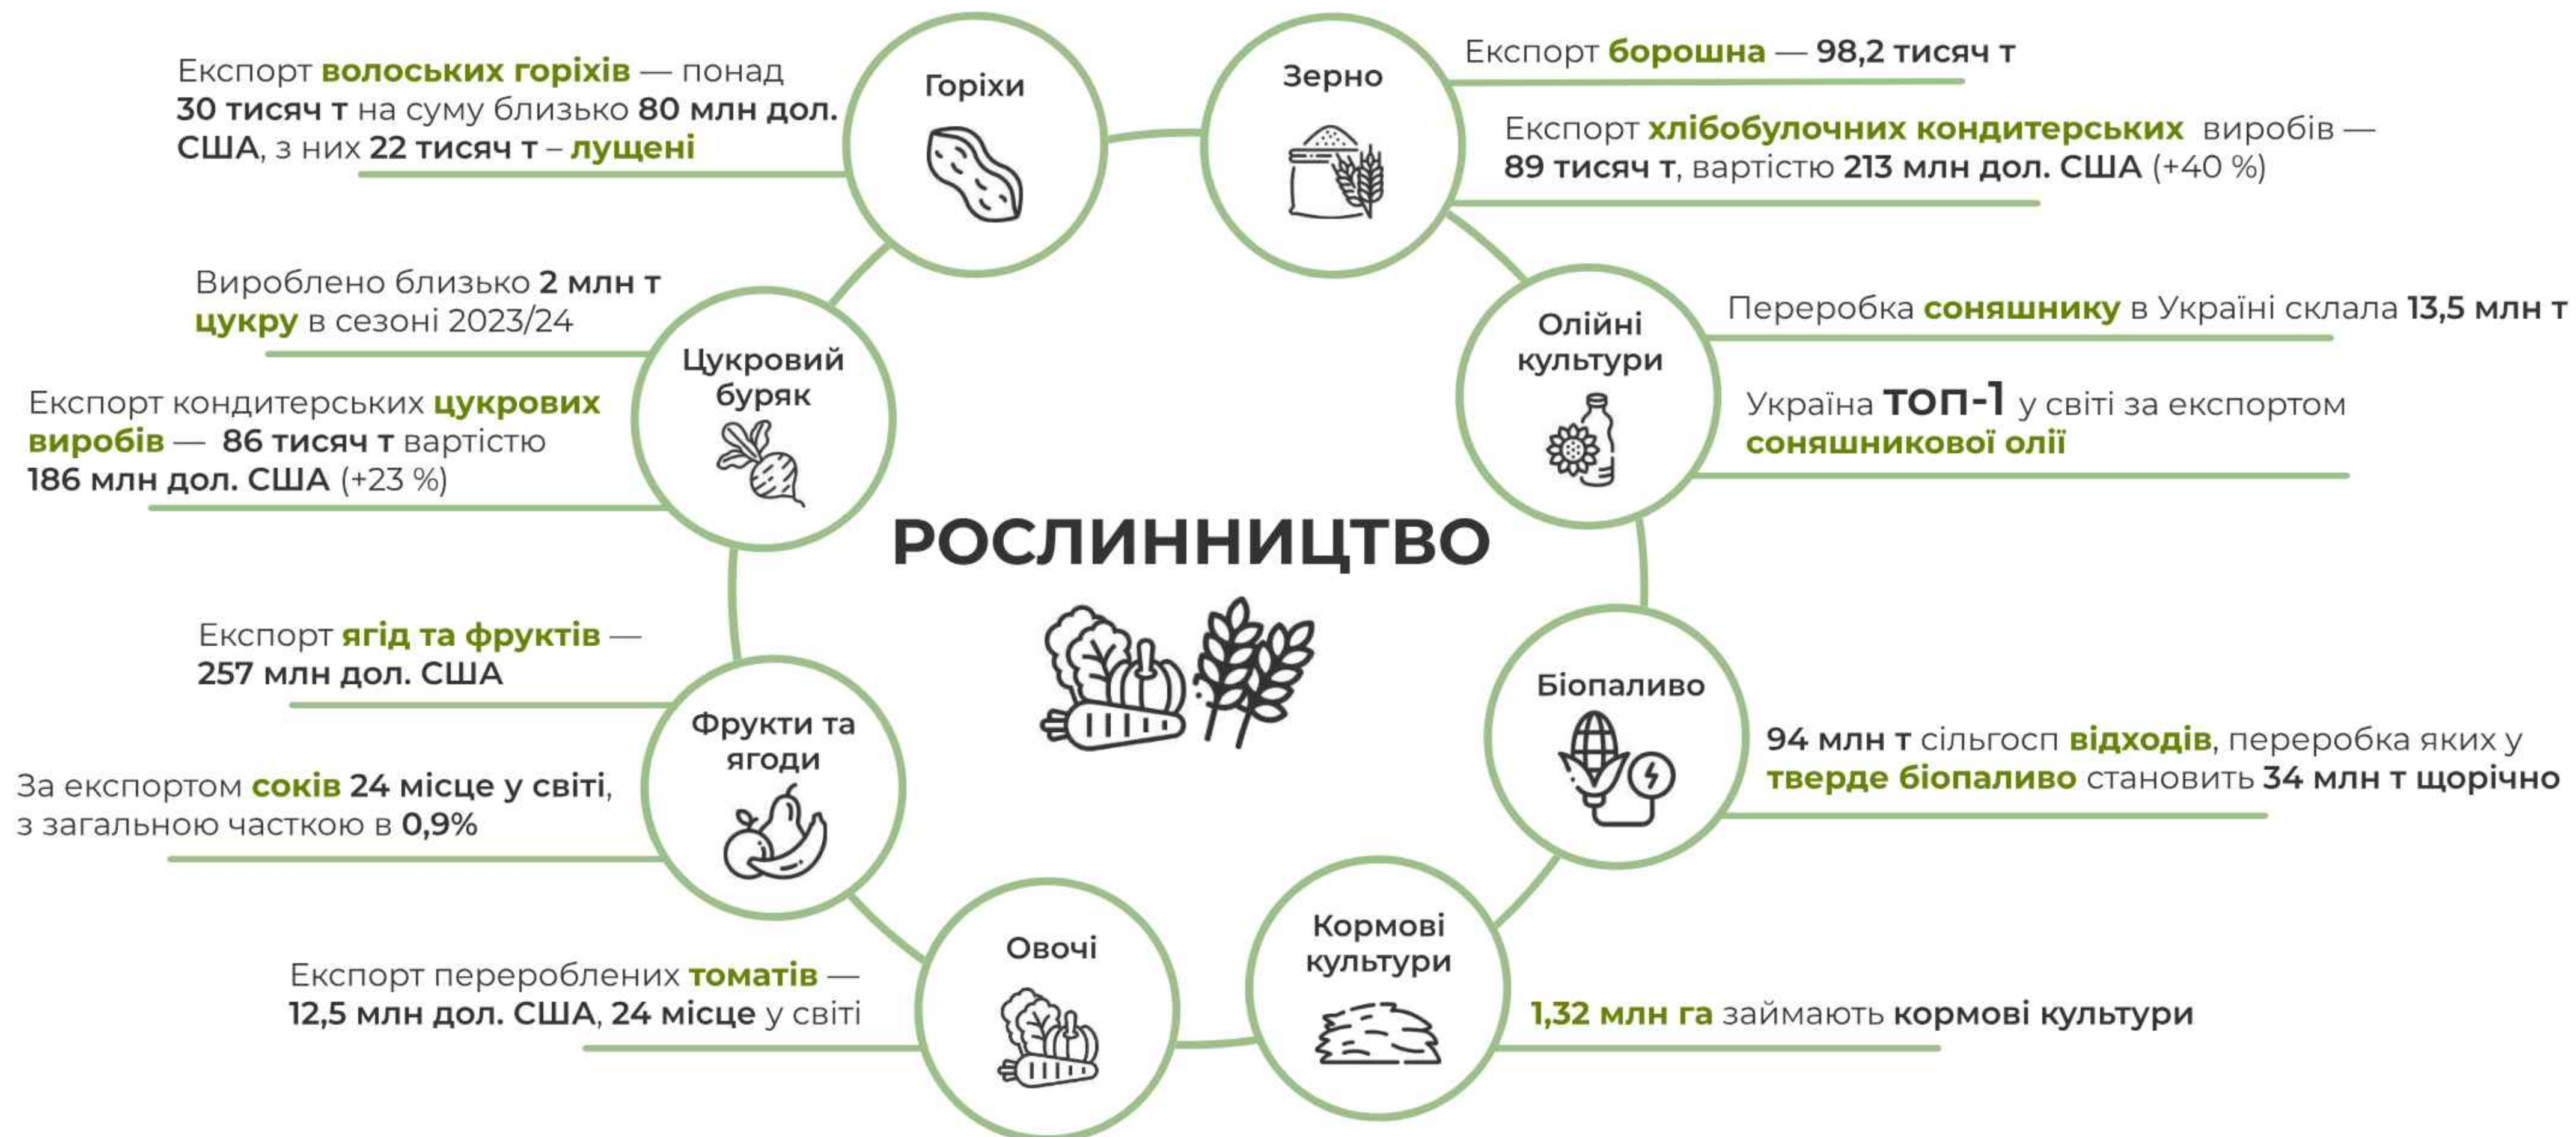 Експорт волоських горіхів — понад
30 тисяч т на суму близько 80 млн дол.
США, з них 22 тисяч т – лущені
Горіхи
Зерно
Експорт борошна — 98,2 тисяч т
Експорт хлібобулочних кондитерських виробів —
89 тисяч т, вартістю 213 млн дол. США (+40 %)
Вироблено близько 2 млн т
цукру в сезоні 2023/24
Експорт кондитерських цукрових
виробів — 86 тисяч т вартістю
186 млн дол. США (+23 %)
Цукровий
буряк
Олійні
культури
Переробка соняшнику в Україні склала 13,5 млн т
Україна ТОП-1 у світі за експортом
соняшникової олії
РОСЛИННИЦТВО
Експорт ягід та фруктів —
257 млн дол. США
За експортом соків 24 місце у світі,
з загальною часткою в 0,9%
Фрукти та
ягоди
Біопаливо
94 млн т сільгосп відходів, переробка яких у
тверде біопаливо становить 34 млн т щорічно
Експорт перероблених томатів —
12,5 млн дол. США, 24 місце у світі
Овочі
Кормові
культури
1,32 млн га займають кормові культури